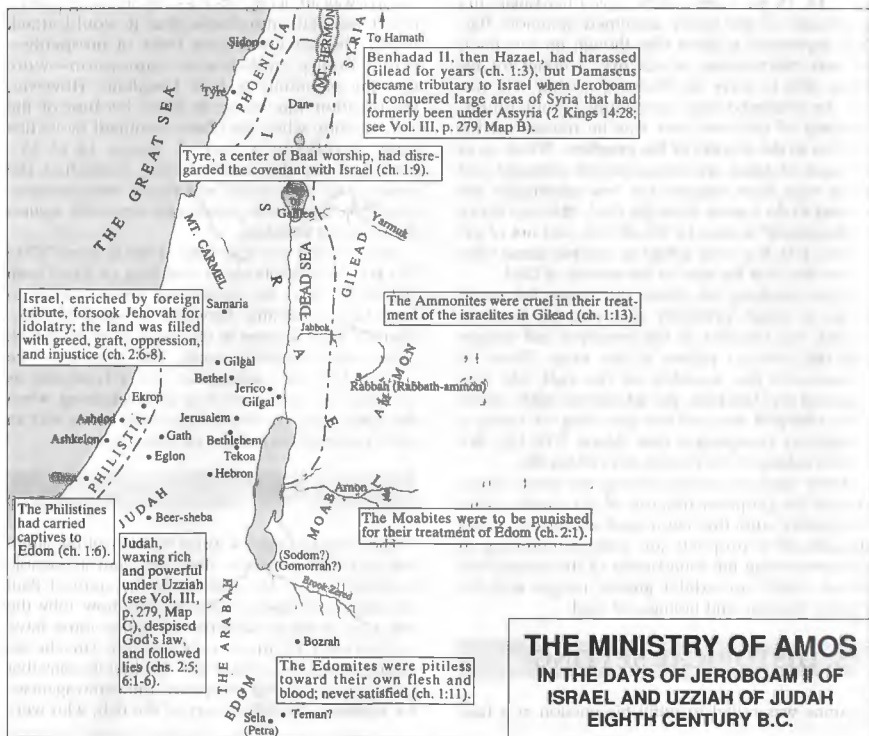 To Hamath
Sidon
PHOENICIA
MT. HERMON
SYRIA
Benhadad II, then Hazael, had harassed
Gilead for years (ch. 1:3), but Damascus
became tributary to Israel when Jeroboam
II conquered large areas of Syria that had
formerly been under Assyria (2 Kings 14:28;
see Vol. III, p. 279, Map B).
Tyre
Dan
THE GREAT SEA
Tyre, a center of Baal worship, had disre-
garded the covenant with Israel (ch. 1:9).
Galilee
Yarmuk
MT. CARMEL
ISRAEL
DEAD SEA
GILEAD
Israel, enriched by foreign
tribute, forsook Jehovah for
idolatry; the land was filled
with greed, graft, oppression,
and injustice (ch. 2:6-8).
Samaria
The Ammonites were cruel in their treat-
ment of the israelites in Gilead (ch. 1:13).
Jabbok
Gilgal
Bethel
Jerico
Gilgal
AMMON
Rabbah (Rabbath-ammon)
Ekron
Ashdod
Jerusalem
Ashkelon
Gath
Bethlehem
Eglon
Tekoa
Hebron
PHILISTIA
Arnon
MOAB
The Philistines
had carried
captives to
Edom (ch. 1:6).
JUDAH
Beer-sheba
The Moabites were to be punished
for their treatment of Edom (ch. 2:1).
Judah,
waxing rich
and powerful
under Uzziah
(see Vol. III,
p. 279, Map
C), despised
God's law,
and followed
lies (chs. 2:5;
6:1-6).
(Sodom?)
(Gomorrah?)
Brook Zered
THE ARABAH
Bozrah
The Edomites were pitiless
toward their own flesh and
blood; never satisfied (ch. 1:11).
EDOM
Teman?
Sela
(Petra)
THE MINISTRY OF AMOS
IN THE DAYS OF JEROBOAM II OF
ISRAEL AND UZZIAH OF JUDAH
EIGHTH CENTURY B.C.